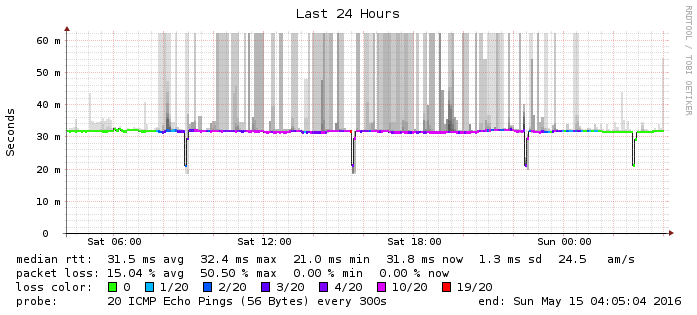 Last 24 Hours
RRDTOOL / TOBI OETIKER
Seconds
60 m
50 m
40 m
30 m
20 m
10 m
0
Sat 06:00 Sat 12:00 Sat 18:00 Sun 00:00
median rtt: 31.5 ms avg 32.4 ms max 21.0 ms min 31.8 ms now 1.3 ms sd 24.5 am/s
packet loss: 15.04 % avg 50.50 % max 0.00 % min 0.00 % now
loss color: 0 1/20 2/20 3/20 4/20 10/20 19/20
probe: 20 ICMP Echo Pings (56 Bytes) every 300s end: Sun May 15 04:05:04 2016